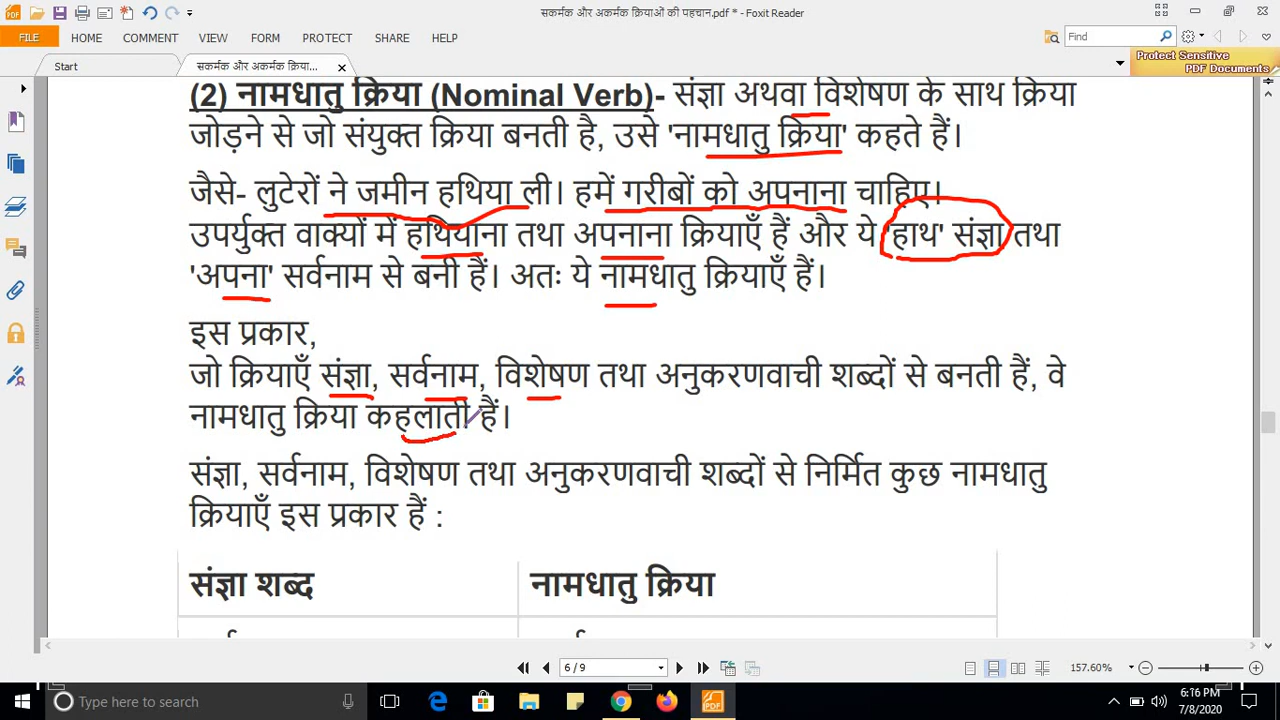 सकर्मक और अकर्मक क्रियाओं की पहचान.pdf * - Foxit Reader
FILE HOME COMMENT VIEW FORM PROTECT SHARE HELP
Find
Protect Sensitive
PDF Documents
Start
सकर्मक और अकर्मक क्रिया...
(2) नामधातु क्रिया (Nominal Verb)- संज्ञा अथवा विशेषण के साथ क्रिया
जोड़ने से जो संयुक्त क्रिया बनती है, उसे 'नामधातु क्रिया' कहते हैं।
जैसे- लुटेरों ने जमीन हथिया ली। हमें गरीबों को अपनाना चाहिए।
उपर्युक्त वाक्यों में हथियाना तथा अपनाना क्रियाएँ हैं और ये 'हाथ' संज्ञा तथा
'अपना' सर्वनाम से बनी हैं। अतः ये नामधातु क्रियाएँ हैं।
इस प्रकार,
जो क्रियाएँ संज्ञा, सर्वनाम, विशेषण तथा अनुकरणवाची शब्दों से बनती हैं, वे
नामधातु क्रिया कहलाती हैं।
संज्ञा, सर्वनाम, विशेषण तथा अनुकरणवाची शब्दों से निर्मित कुछ नामधातु
क्रियाएँ इस प्रकार हैं :
संज्ञा शब्द नामधातु क्रिया
6 / 9
157.60%
Type here to search
6:16 PM
7/8/2020